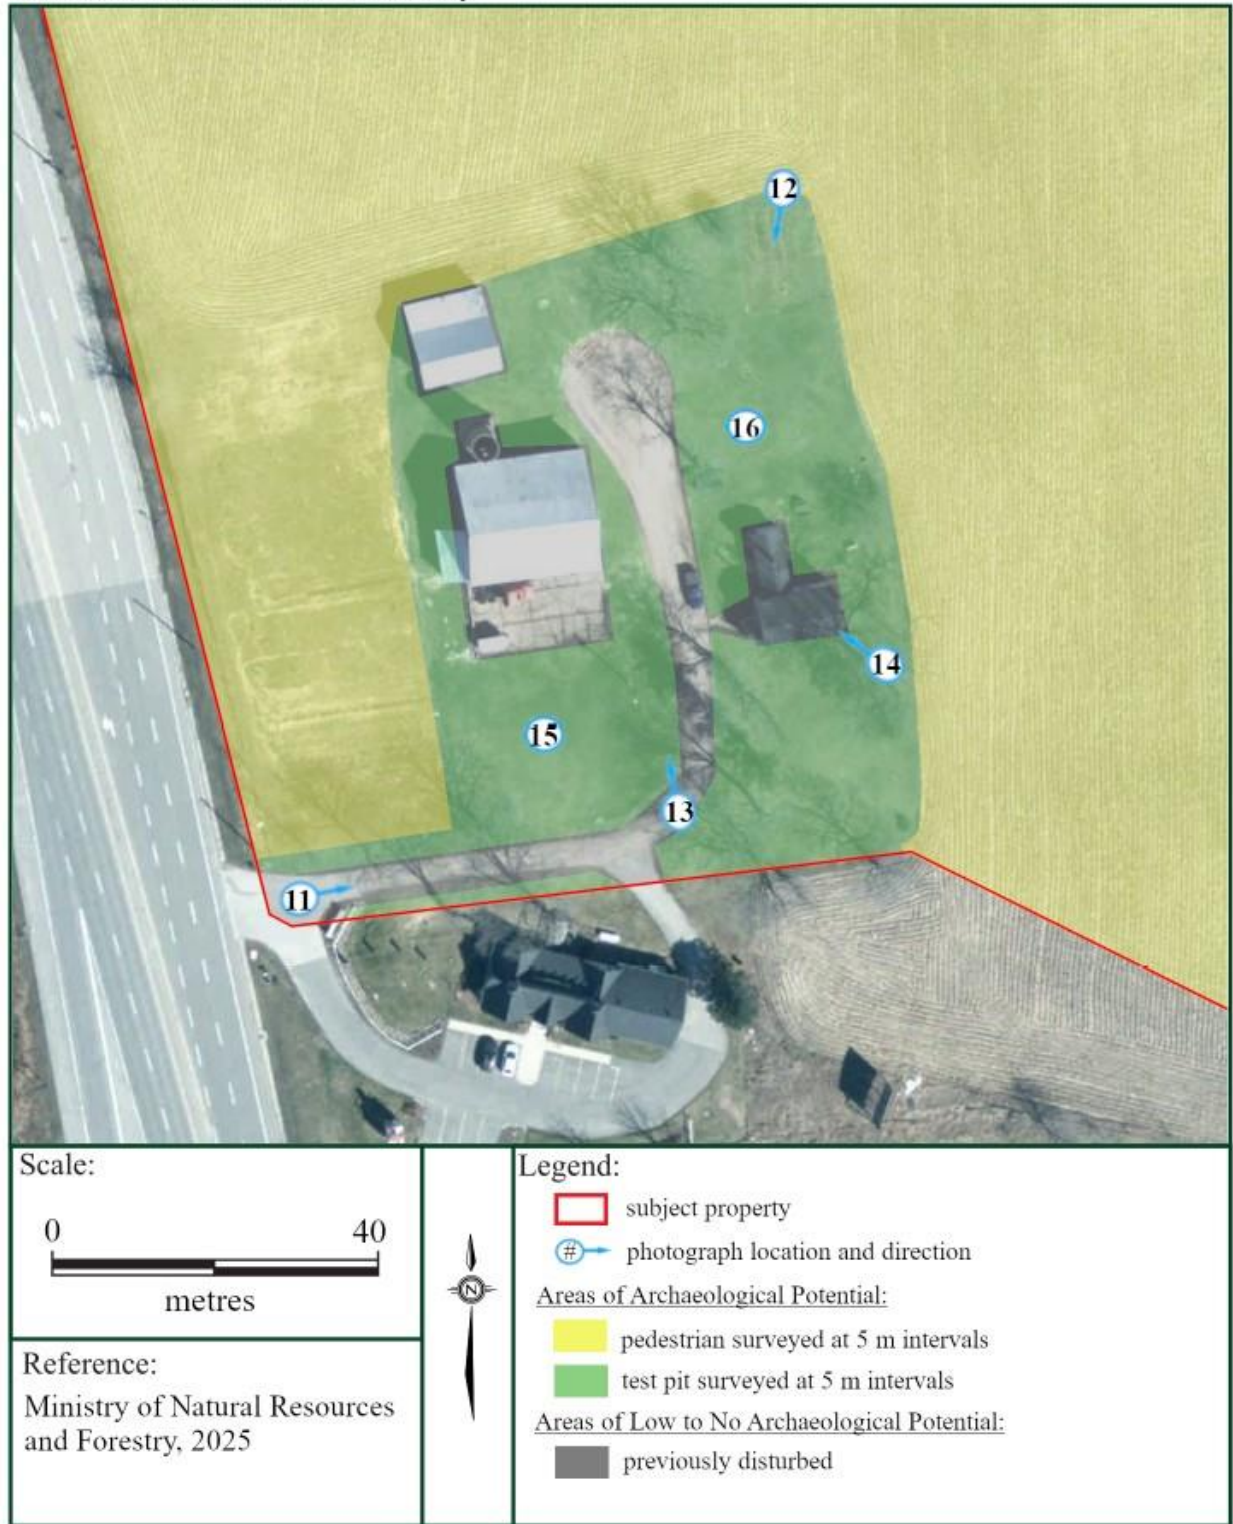 12
16
14
15
13
11
Scale:
0 40
metres
Reference:
Ministry of Natural Resources
and Forestry, 2025
N
Legend:
subject property
# photograph location and direction
Areas of Archaeological Potential:
pedestrian surveyed at 5 m intervals
test pit surveyed at 5 m intervals
Areas of Low to No Archaeological Potential:
previously disturbed